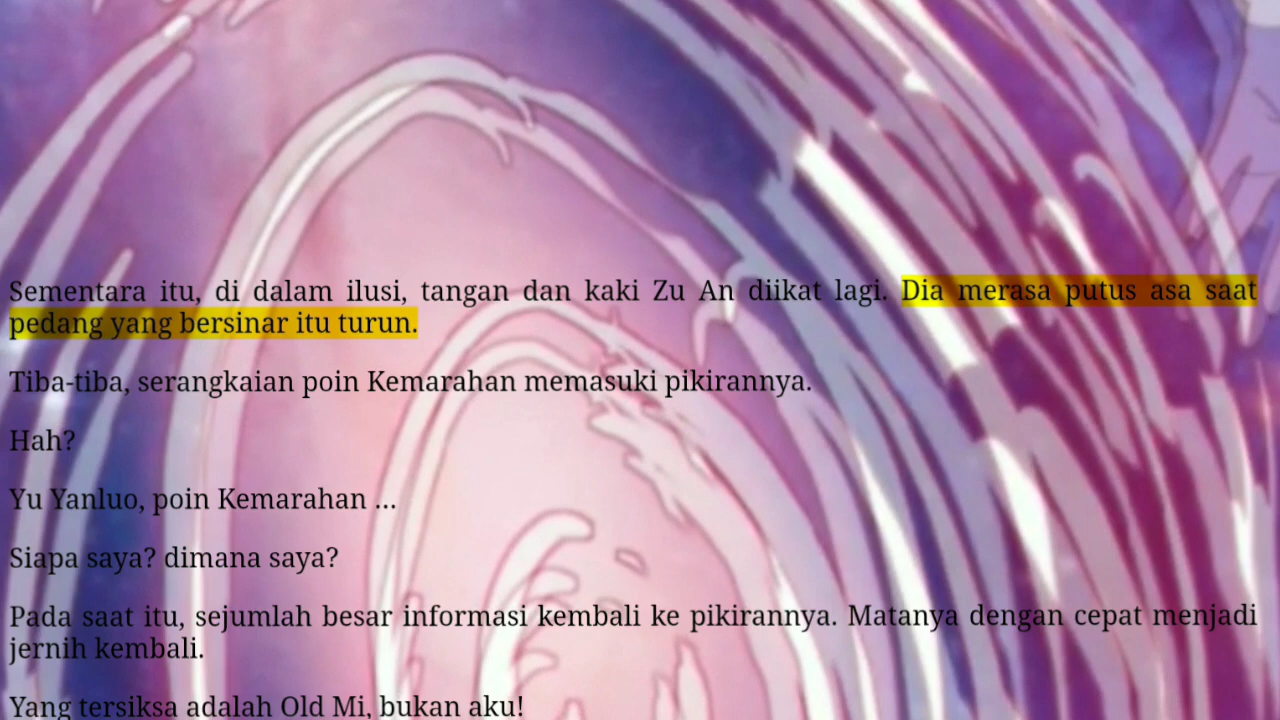 Sementara itu, di dalam ilusi, tangan dan kaki Zu An diikat lagi. Dia merasa putus asa saat
pedang yang bersinar itu turun.
Tiba-tiba, serangkaian poin Kemarahan memasuki pikirannya.
Hah?
Yu Yanluo, poin Kemarahan ...
Siapa saya? dimana saya?
Pada saat itu, sejumlah besar informasi kembali ke pikirannya. Matanya dengan cepat menjadi
jernih kembali.
Yang tersiksa adalah Old Mi, bukan aku!